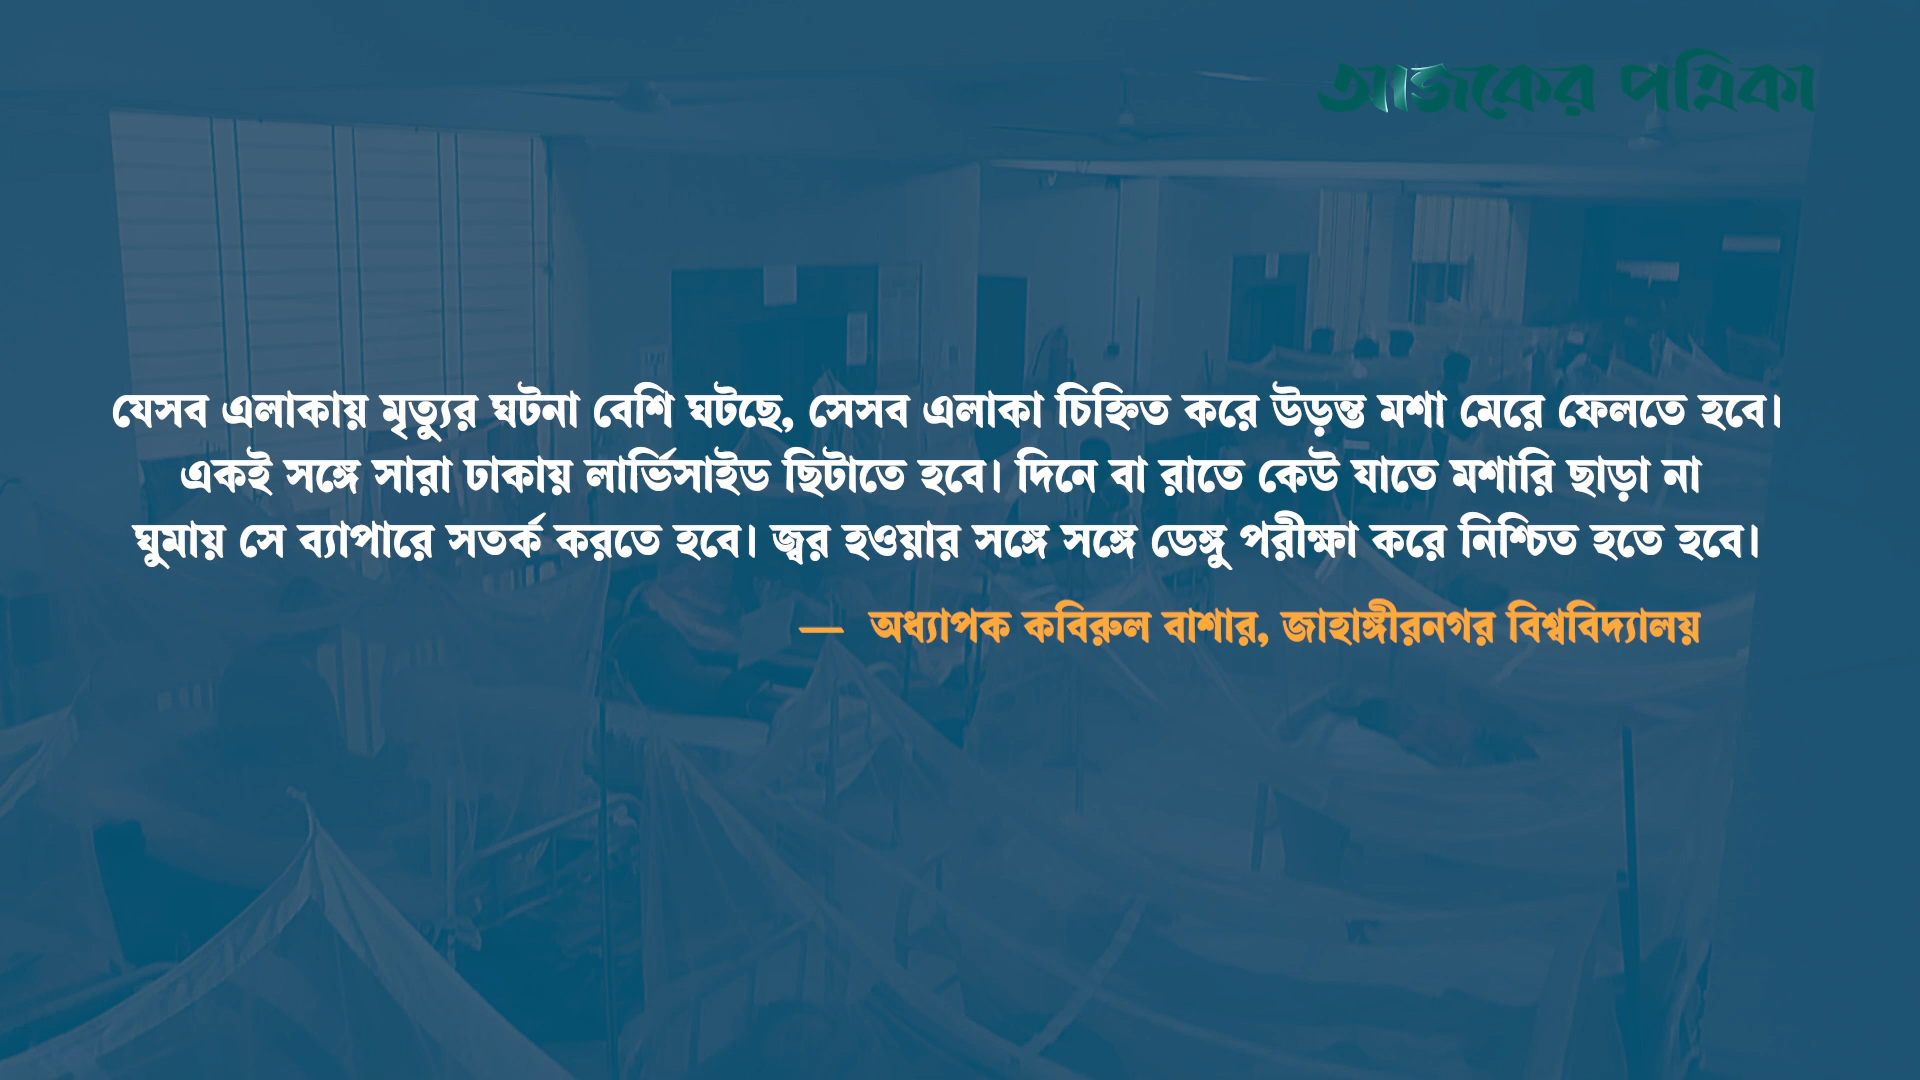 আজকের পত্রিকা
যেসব এলাকায় মৃত্যুর ঘটনা বেশি ঘটছে, সেসব এলাকা চিহ্নিত করে উড়ন্ত মশা মেরে ফেলতে হবে।
একই সঙ্গে সারা ঢাকায় লার্ভিসাইড ছিটাতে হবে। দিনে বা রাতে কেউ যাতে মশারি ছাড়া না
ঘুমায় সে ব্যাপারে সতর্ক করতে হবে। জ্বর হওয়ার সঙ্গে সঙ্গে ডেঙ্গু পরীক্ষা করে নিশ্চিত হতে হবে।
— অধ্যাপক কবিরুল বাশার, জাহাঙ্গীরনগর বিশ্ববিদ্যালয়